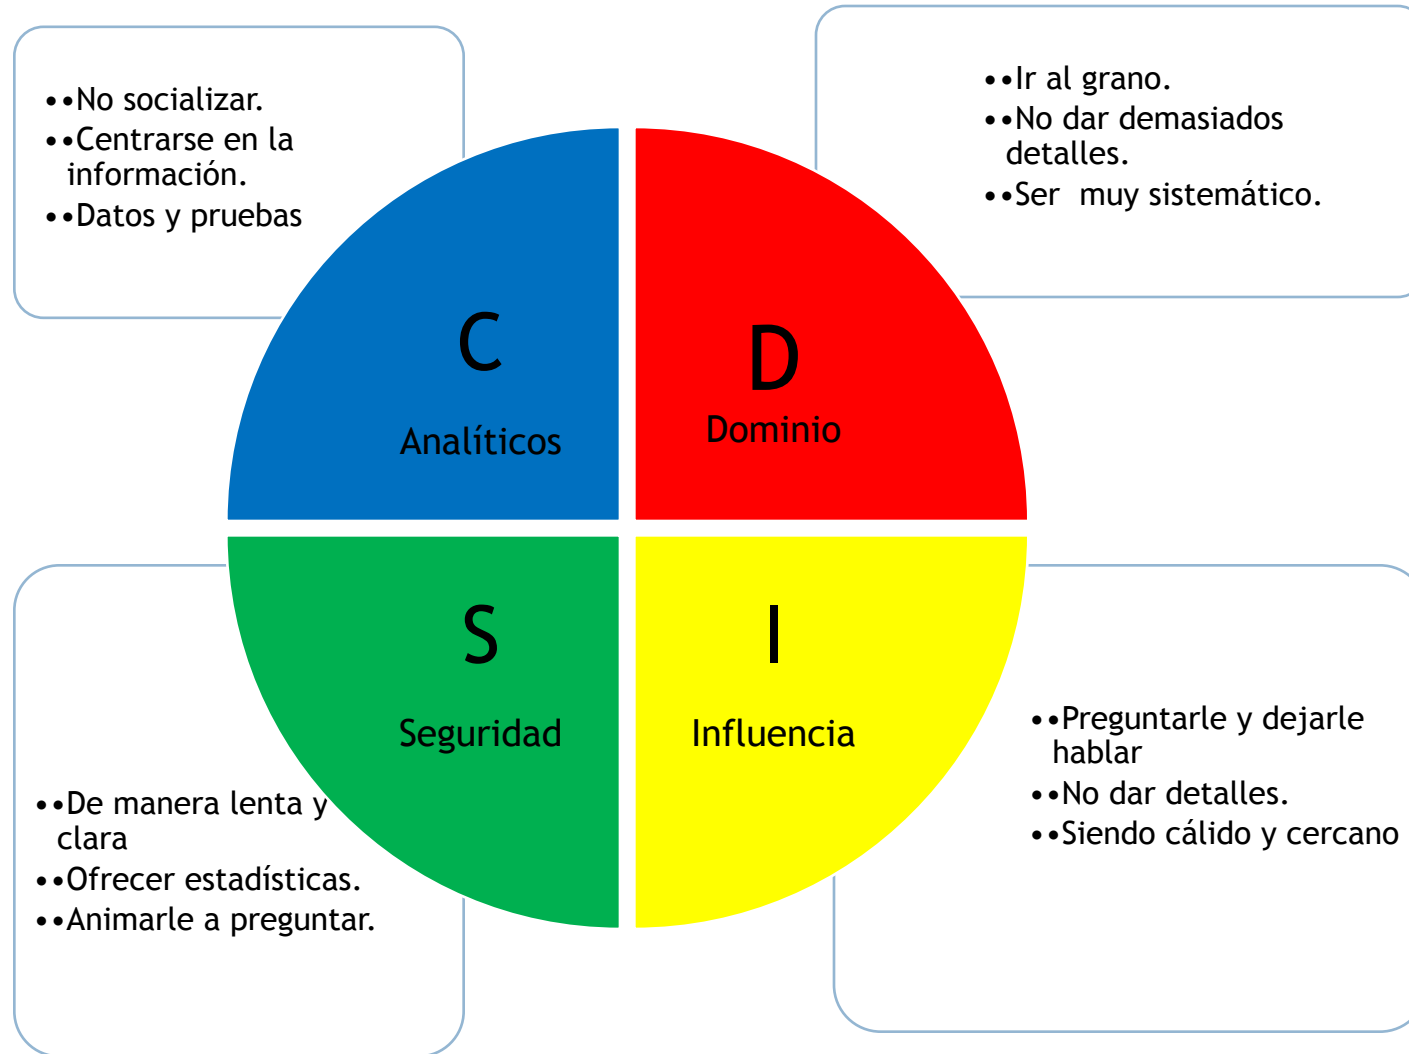 ••No socializar.
••Centrarse en la
información.
••Datos y pruebas
••Ir al grano.
••No dar demasiados
detalles.
••Ser  muy sistemático.
C
Analíticos
D
Dominio
S
Seguridad
I
Influencia
••De manera lenta y
clara
••Ofrecer estadísticas.
••Animarle a preguntar.
••Preguntarle y dejarle
hablar
••No dar detalles.
••Siendo cálido y cercano